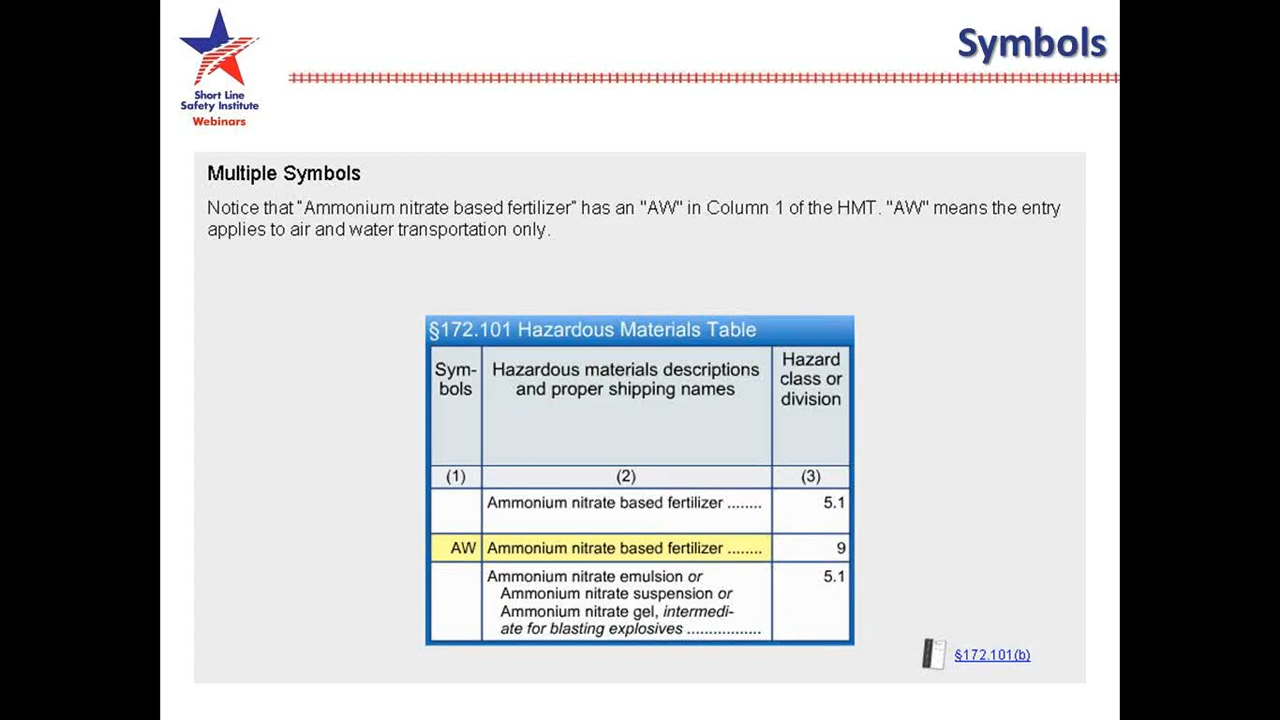 Symbols
Short Line
Safety Institute
Webinars
Multiple Symbols
Notice that "Ammonium nitrate based fertilizer" has an "AW" in Column 1 of the HMT. "AW" means the entry
applies to air and water transportation only.
§172.101 Hazardous Materials Table
Sym-
bols
Hazardous materials descriptions
and proper shipping names
Hazard
class or
division
(1) (2) (3)
Ammonium nitrate based fertilizer ........ 5.1
AW Ammonium nitrate based fertilizer ........ 9
Ammonium nitrate emulsion or 5.1
Ammonium nitrate suspension or
Ammonium nitrate gel, intermedi-
ate for blasting explosives .................
§172.101(b)